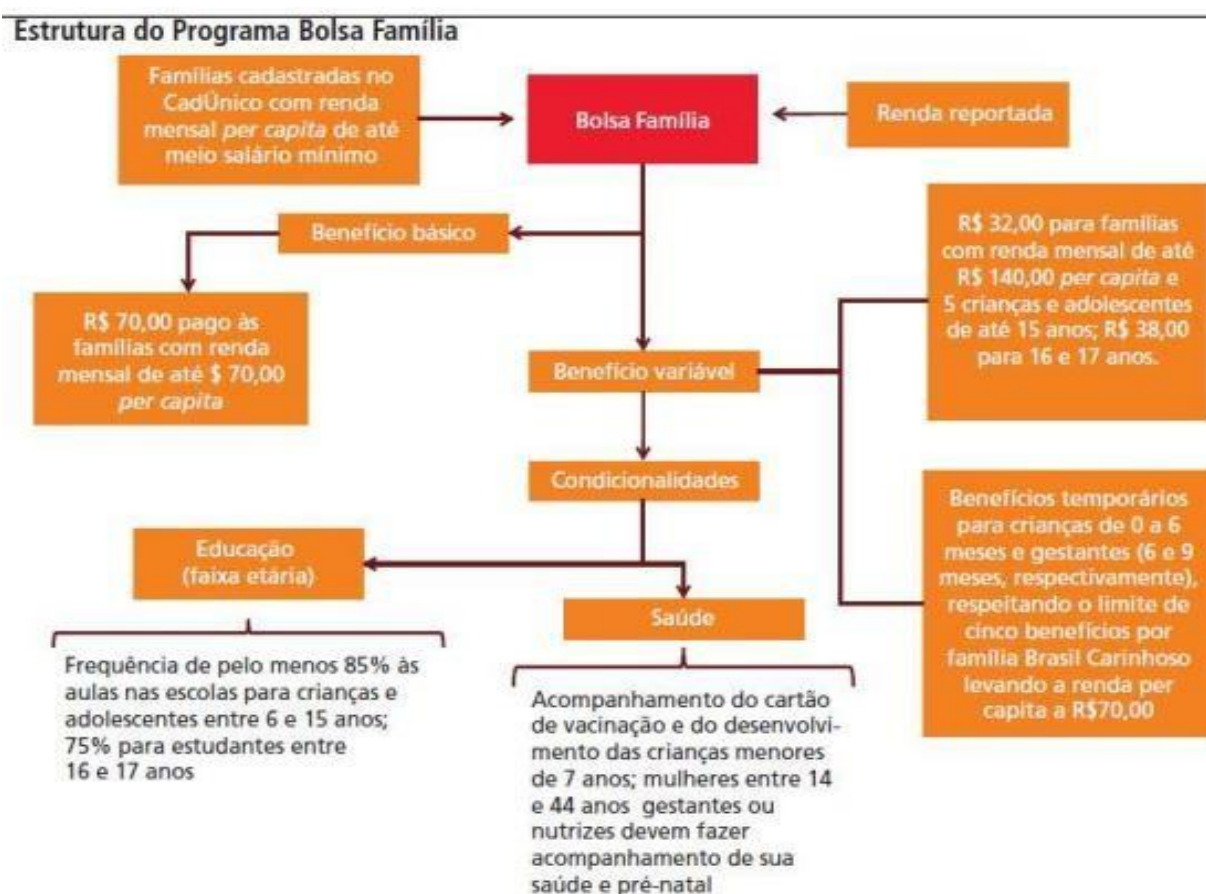 Estrutura do Programa Bolsa Família
Famílias cadastradas no
CadÚnico com renda
mensal per capita de até
meio salário mínimo
Bolsa Família
Renda reportada
Benefício básico
R$ 70,00 pago às
famílias com renda
mensal de até $ 70,00
per capita
R$ 32,00 para famílias
com renda mensal de até
R$ 140,00 per capita e
5 crianças e adolescentes
de até 15 anos; R$ 38,00
para 16 e 17 anos.
Benefício variável
Condicionalidades
Benefícios temporários
para crianças de 0 a 6
meses e gestantes (6 e 9
meses, respectivamente),
respeitando o limite de
cinco benefícios por
família Brasil Carinhoso
levando a renda per
capita a R$70,00
Educação
(faixa etária)
Saúde
Frequência de pelo menos 85% às
aulas nas escolas para crianças e
adolescentes entre 6 e 15 anos;
75% para estudantes entre
16 e 17 anos
Acompanhamento do cartão
de vacinação e do desenvolvi-
mento das crianças menores
de 7 anos; mulheres entre 14
e 44 anos gestantes ou
nutrizes devem fazer
acompanhamento de sua
saúde e pré-natal